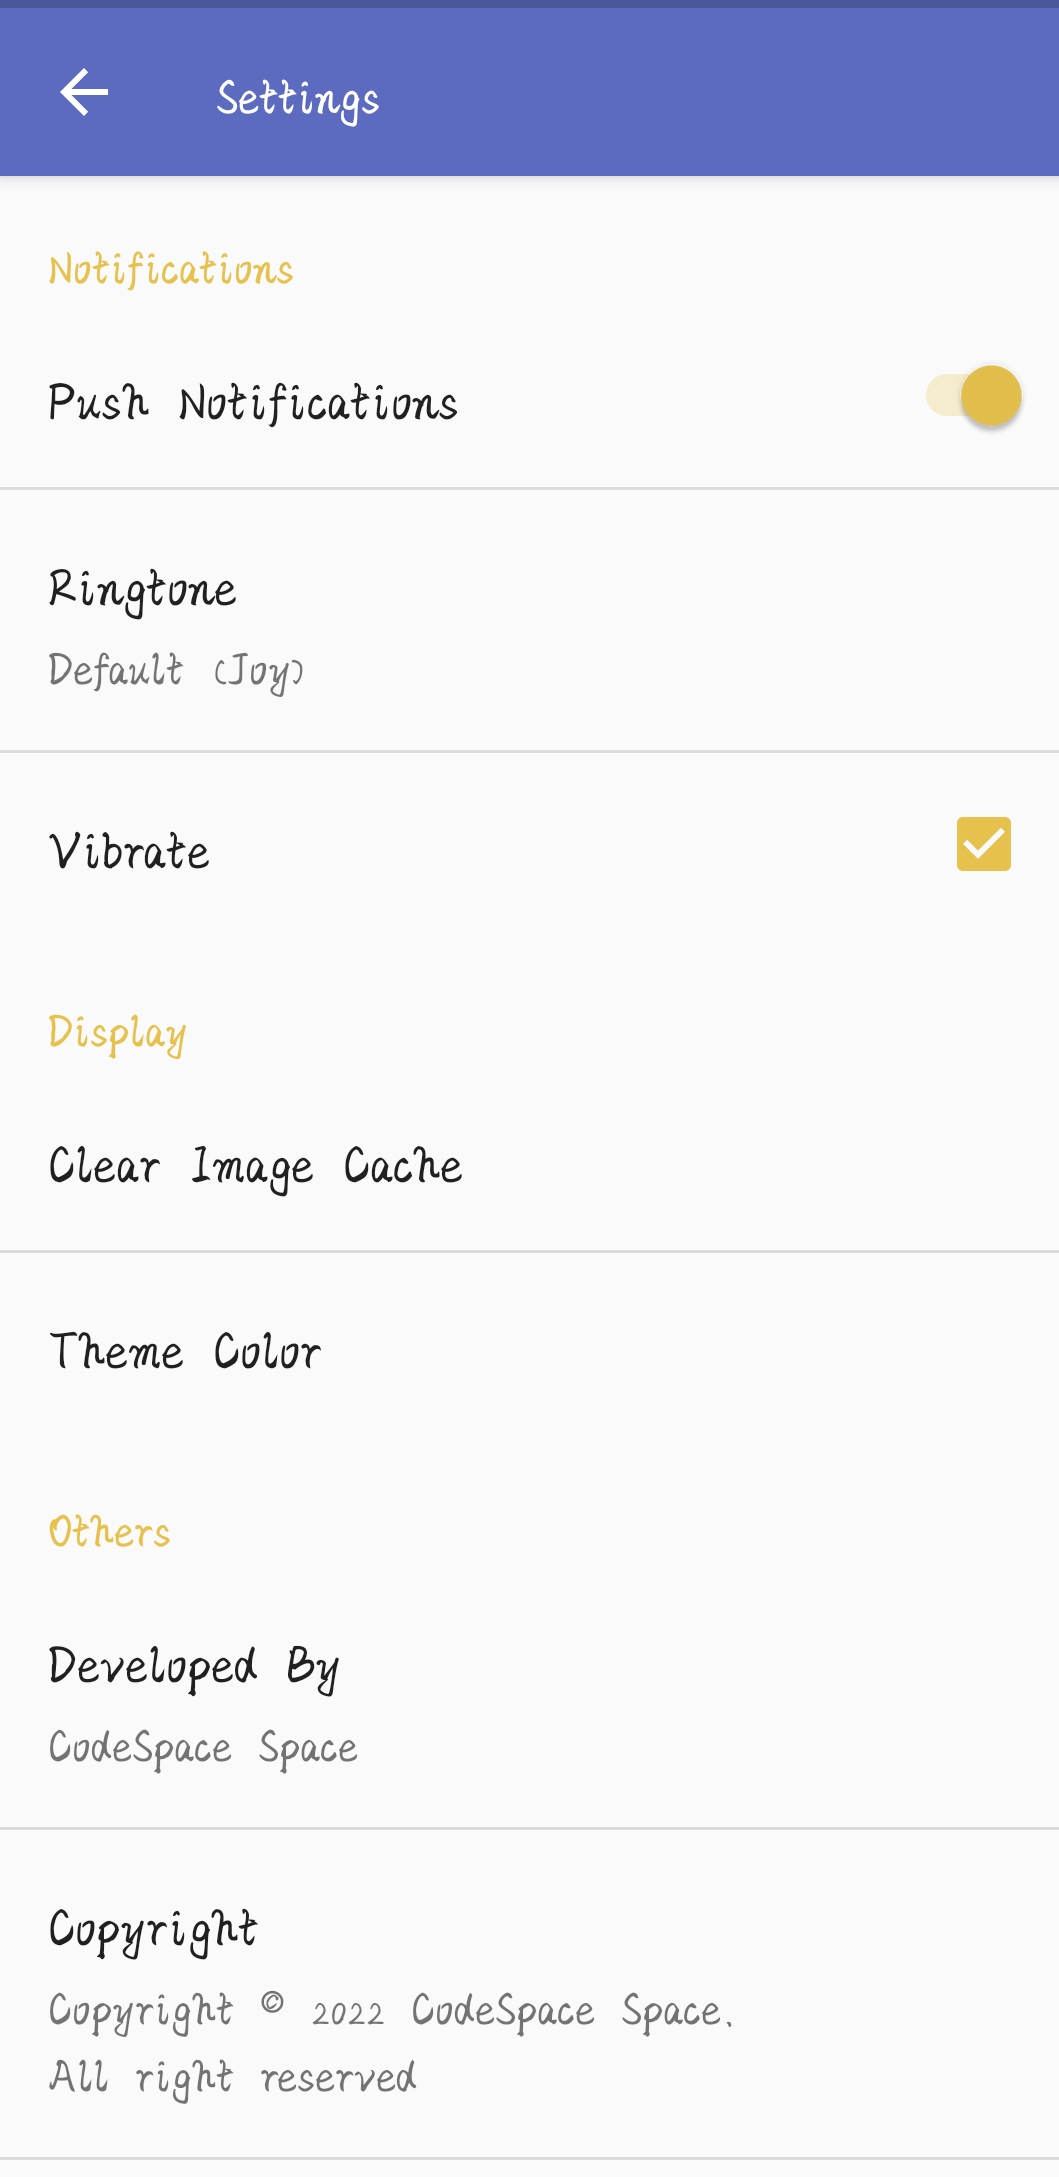 Settings
Notifications
Push Notifications
Ringtone
Default (Joy)
Vibrate
Display
Clear Image Cache
Theme Color
Others
Developed By
CodeSpace Space
Copyright
Copyright © 2022 CodeSpace Space.
All right reserved